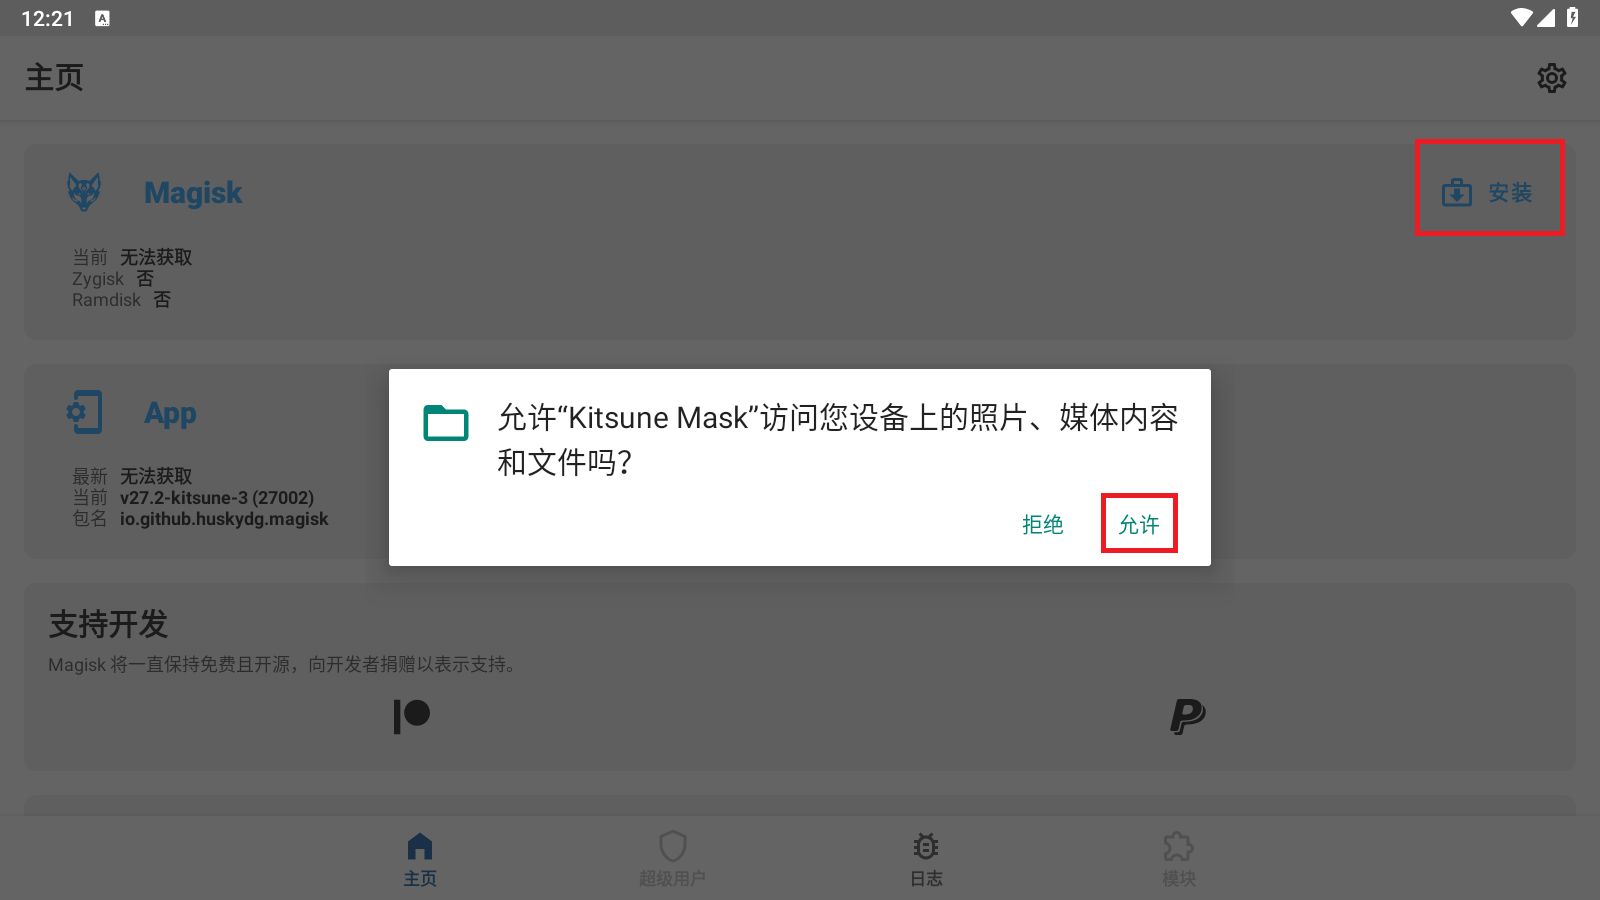 12:21
主页
Magisk
安装
当前 无法获取
Zygisk 否
Ramdisk 否
App
最新 无法获取
当前 v27.2-kitsune-3 (27002)
包名 io.github.huskydg.magisk
允许“Kitsune Mask”访问您设备上的照片、媒体内容
和文件吗？
拒绝 允许
支持开发
Magisk 将一直保持免费且开源，向开发者捐赠以表示支持。
主页 超级用户 日志 模块